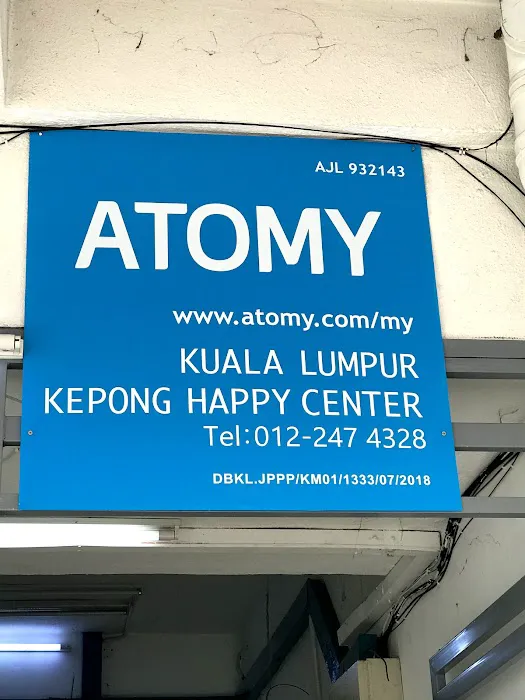 AJL 932143
ATOMY
www.atomy.com/my
KUALA LUMPUR
KEPONG HAPPY CENTER
Tel:012-247 4328
DBKL.JPPP/KM01/1333/07/2018